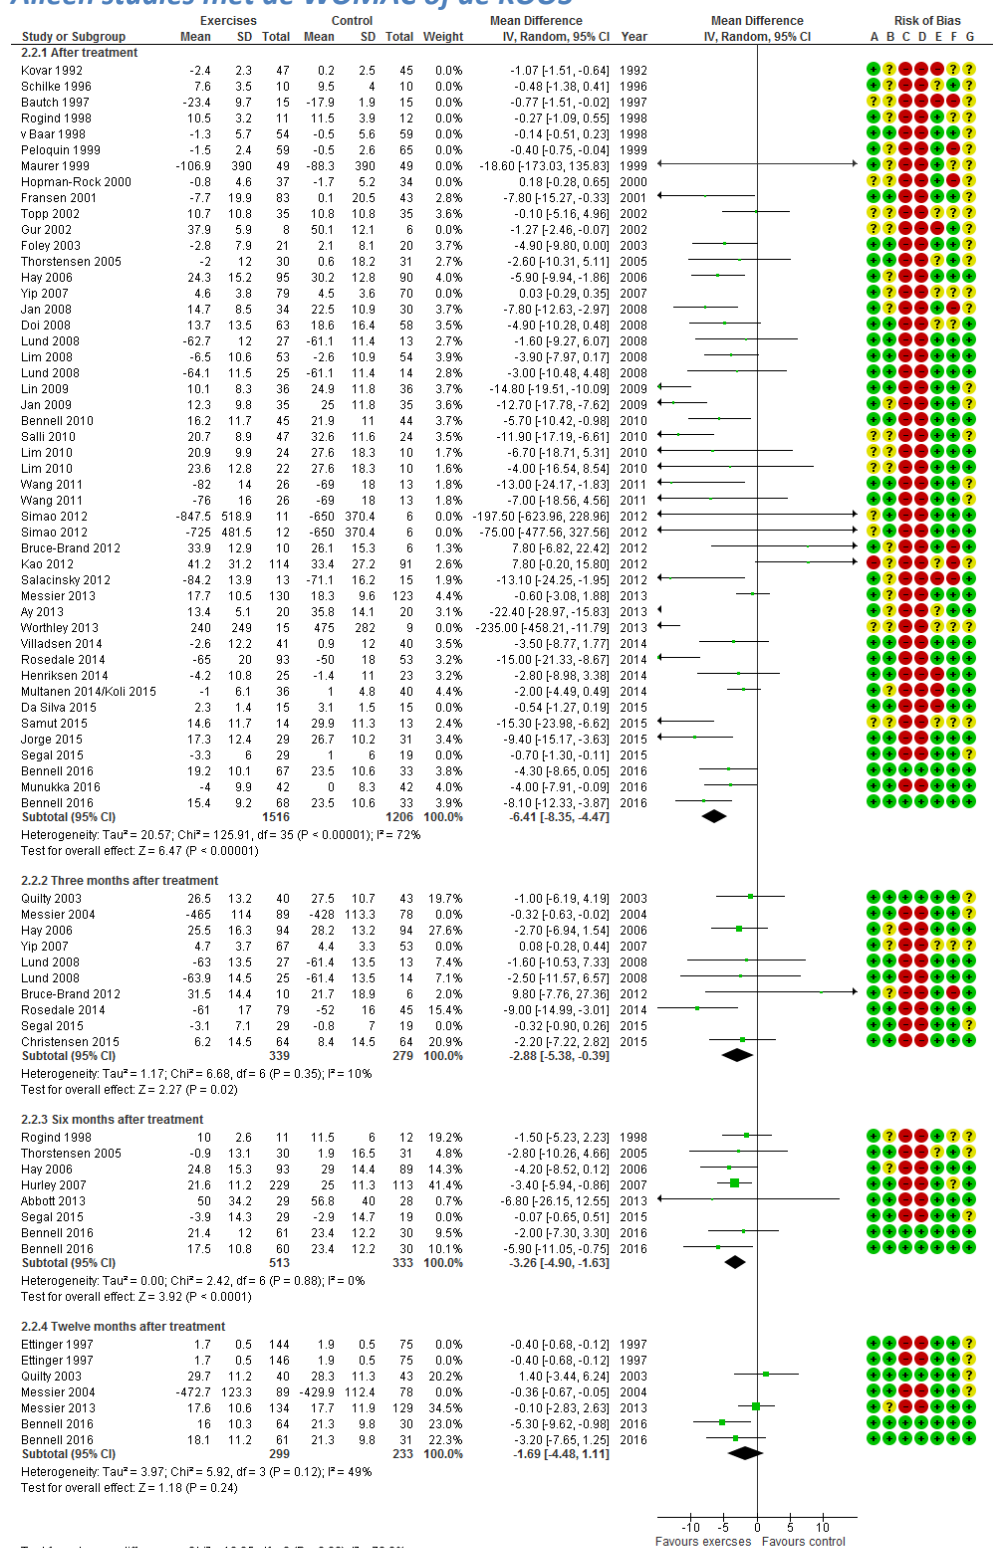 Alleen studies met de WOMAC of de KOOS
Exercises Control Mean Difference Mean Difference Risk of Bias
Study or Subgroup Mean SD Total Mean SD Total Weight IV, Random, 95% CI Year IV, Random, 95% CI A B C D E F G
2.2.1 After treatment
Kovar 1992 -2.4 2.3 47 0.2 2.5 45 0.0% -1.07 [-1.51, -0.64] 1992
Schilke 1996 7.6 3.5 10 9.5 4 10 0.0% -0.48 [-1.38, 0.41] 1996
Bautch 1997 -23.4 9.7 15 -17.9 1.9 15 0.0% -0.77 [-1.51, -0.02] 1997
Rogind 1998 10.5 3.2 11 11.5 3.9 12 0.0% -0.27 [-1.09, 0.55] 1998
v Baar 1998 -1.3 5.7 54 -0.5 5.6 59 0.0% -0.14 [-0.51, 0.23] 1998
Peloquin 1999 -1.5 2.4 59 -0.5 2.6 65 0.0% -0.40 [-0.75, -0.04] 1999
Maurer 1999 -106.9 390 49 -88.3 390 49 0.0% -18.60 [-173.03, 135.83] 1999
Hopman-Rock 2000 -0.8 4.6 37 -1.7 5.2 34 0.0% 0.18 [-0.28, 0.65] 2000
Fransen 2001 -7.7 19.9 83 0.1 20.5 43 2.8% -7.80 [-15.27, -0.33] 2001
Topp 2002 10.7 10.8 35 10.8 10.8 35 3.7% -0.10 [-5.16, 4.96] 2002
Gur 2002 37.9 5.9 8 50.1 12.1 6 0.0% -1.27 [-2.46, -0.07] 2002
Foley 2003 -2.8 7.9 21 2.1 8.1 20 3.7% -4.90 [-9.80, 0.00] 2003
Thorstensen 2005 -2 12 30 0.6 18.2 31 2.7% -2.60 [-10.31, 5.11] 2005
Hay 2006 24.3 15.2 95 30.2 12.8 90 4.0% -5.90 [-9.94, -1.86] 2006
Yip 2007 4.6 3.8 79 4.5 3.6 70 0.0% 0.03 [-0.29, 0.35] 2007
Jan 2008 14.7 8.5 34 22.5 10.9 30 3.7% -7.80 [-12.63, -2.97] 2008
Doi 2008 13.7 13.5 63 18.6 16.4 58 3.5% -4.90 [-10.28, 0.48] 2008
Lund 2008 -62.7 12 27 -61.1 11.4 13 2.7% -1.60 [-9.27, 6.07] 2008
Lim 2008 -6.5 10.6 53 -2.6 10.9 54 4.0% -3.90 [-7.97, 0.17] 2008
Lund 2008 -64.1 11.5 25 -61.1 11.4 14 2.8% -3.00 [-10.48, 4.48] 2008
Lin 2009 10.1 8.3 36 24.9 11.8 36 3.7% -14.80 [-19.51, -10.09] 2009
Jan 2009 12.3 9.8 35 25 11.8 35 3.6% -12.70 [-17.78, -7.62] 2009
Bennell 2010 16.2 11.7 45 21.9 11 44 3.7% -5.70 [-10.42, -0.98] 2010
Salli 2010 20.7 8.9 47 32.6 11.6 24 3.5% -11.90 [-17.19, -6.61] 2010
Lim 2010 20.9 9.9 24 27.6 18.3 10 1.6% -6.70 [-18.71, 5.31] 2010
Lim 2010 23.6 12.8 22 27.6 18.3 10 1.6% -4.00 [-16.54, 8.54] 2010
Wang 2011 -82 14 26 -69 18 13 1.8% -13.00 [-24.17, -1.83] 2011
Wang 2011 -76 16 26 -69 18 13 1.7% -7.00 [-18.56, 4.56] 2011
Simao 2012 -847.5 518.9 11 -650 370.4 6 0.0% -197.50 [-623.96, 228.96] 2012
Simao 2012 -725 481.5 12 -650 370.4 6 0.0% -75.00 [-477.56, 327.56] 2012
Bruce-Brand 2012 33.9 12.9 10 26.1 15.3 6 1.3% 7.80 [-6.82, 22.42] 2012
Kao 2012 41.2 31.2 114 33.4 27.2 91 2.6% 7.80 [-0.20, 15.80] 2012
Salacinsky 2012 -84.2 13.9 13 -71.1 16.2 15 1.8% -13.10 [-24.25, -1.95] 2012
Messier 2013 17.7 10.5 130 18.3 9.6 123 4.6% -0.60 [-3.08, 1.88] 2013
Ay 2013 13.4 5.1 20 35.8 14.1 20 3.1% -22.40 [-28.97, -15.83] 2013
Worthley 2013 240 249 15 475 282 9 0.0% -235.00 [-458.21, -11.79] 2013
Villadsen 2014 -2.6 12.2 41 0.9 12 40 3.5% -3.50 [-8.77, 1.77] 2014
Rosedale 2014 -65 20 93 -50 18 53 3.2% -15.00 [-21.33, -8.67] 2014
Henriksen 2014 -4.2 10.8 25 -1.4 11 23 3.3% -2.80 [-8.98, 3.38] 2014
Multanen 2014/Koli 2015 -1 6.1 36 1 4.8 40 4.6% -2.00 [-4.49, 0.49] 2014
Da Silva 2015 2.3 1.4 15 3.1 1.5 15 0.0% -0.54 [-1.27, 0.19] 2015
Samut 2015 14.6 11.7 14 29.9 11.3 13 2.4% -15.30 [-23.98, -6.62] 2015
Jorge 2015 17.3 12.4 29 26.7 10.2 31 3.4% -9.40 [-15.17, -3.63] 2015
Segal 2015 -3.3 6 29 1 6 19 0.0% -0.70 [-1.30, -0.11] 2015
Bennell 2016 19.2 10.1 67 23.5 10.6 33 3.9% -4.30 [-8.65, 0.05] 2016
Munukka 2016 -4 9.9 42 0 8.3 42 4.1% -4.00 [-7.91, -0.09] 2016
Bennell 2016 15.4 9.2 68 23.5 10.6 33 3.9% -8.10 [-12.33, -3.87] 2016
Subtotal (95% CI) 1516 1206 100.0% -6.41 [-8.35, -4.47]
Heterogeneity: Tau² = 20.57; Chi² = 125.91, df = 35 (P < 0.00001); I² = 72%
Test for overall effect: Z = 6.47 (P < 0.00001)
2.2.2 Three months after treatment
Quilty 2003 26.5 13.2 40 27.5 10.7 43 19.7% -1.00 [-6.19, 4.19] 2003
Messier 2004 -465 114 89 -428 113.3 78 0.0% -0.32 [-0.63, -0.02] 2004
Hay 2006 25.5 16.3 94 28.2 13.2 94 27.6% -2.70 [-6.94, 1.54] 2006
Yip 2007 4.7 3.7 67 4.4 3.3 53 0.0% 0.08 [-0.28, 0.44] 2007
Lund 2008 -63 13.5 27 -61.4 13.5 13 7.3% -1.60 [-10.53, 7.33] 2008
Lund 2008 -63.9 14.5 25 -61.4 13.5 14 7.1% -2.50 [-11.57, 6.57] 2008
Bruce-Brand 2012 31.5 14.4 10 21.7 18.9 6 2.0% 9.80 [-7.76, 27.36] 2012
Rosedale 2014 -61 17 79 -52 16 45 15.4% -9.00 [-14.99, -3.01] 2014
Segal 2015 -3.1 7.1 29 -0.8 7 19 0.0% -0.32 [-0.90, 0.26] 2015
Christensen 2015 6.2 14.5 64 8.4 14.5 64 20.9% -2.20 [-7.22, 2.82] 2015
Subtotal (95% CI) 339 279 100.0% -2.88 [-5.38, -0.39]
Heterogeneity: Tau² = 1.17; Chi² = 6.68, df = 6 (P = 0.35); I² = 10%
Test for overall effect: Z = 2.27 (P = 0.02)
2.2.3 Six months after treatment
Rogind 1998 10 2.6 11 11.5 6 12 19.2% -1.50 [-5.23, 2.23] 1998
Thorstensen 2005 -0.9 13.1 30 1.9 16.5 31 4.8% -2.80 [-10.26, 4.66] 2005
Hay 2006 24.8 15.3 93 29 14.4 89 14.3% -4.20 [-8.52, 0.12] 2006
Hurley 2007 21.6 11.2 229 25 11.3 113 41.4% -3.40 [-5.94, -0.86] 2007
Abbott 2013 50 34.2 29 56.8 40 28 0.7% -6.80 [-26.15, 12.55] 2013
Segal 2015 -3.9 14.3 29 -2.9 14.7 19 0.0% -0.07 [-0.65, 0.51] 2015
Bennell 2016 21.4 12 61 23.4 12.2 30 9.5% -2.00 [-7.30, 3.30] 2016
Bennell 2016 17.5 10.8 60 23.4 12.2 30 10.1% -5.90 [-11.05, -0.75] 2016
Subtotal (95% CI) 513 333 100.0% -3.26 [-4.90, -1.63]
Heterogeneity: Tau² = 0.00; Chi² = 2.42, df = 6 (P = 0.88); I² = 0%
Test for overall effect: Z = 3.92 (P < 0.0001)
2.2.4 Twelve months after treatment
Ettinger 1997 1.7 0.5 144 1.9 0.5 75 0.0% -0.40 [-0.68, -0.12] 1997
Ettinger 1997 1.7 0.5 146 1.9 0.5 75 0.0% -0.40 [-0.68, -0.12] 1997
Quilty 2003 29.7 11.2 40 28.3 11.3 43 20.2% 1.40 [-3.44, 6.24] 2003
Messier 2004 -472.7 123.3 89 -429.9 112.4 78 0.0% -0.36 [-0.67, -0.05] 2004
Messier 2013 17.6 10.6 134 17.7 11.9 129 34.5% -0.10 [-2.83, 2.63] 2013
Bennell 2016 16 10.3 64 21.3 9.8 30 23.0% -5.30 [-9.62, -0.98] 2016
Bennell 2016 18.1 11.2 61 21.3 9.8 31 22.3% -3.20 [-7.65, 1.25] 2016
Subtotal (95% CI) 299 233 100.0% -1.69 [-4.48, 1.11]
Heterogeneity: Tau² = 3.97; Chi² = 5.92, df = 3 (P = 0.12); I² = 49%
Test for overall effect: Z = 1.18 (P = 0.24)
-10 -5 0 5 10
Favours exercses Favours control